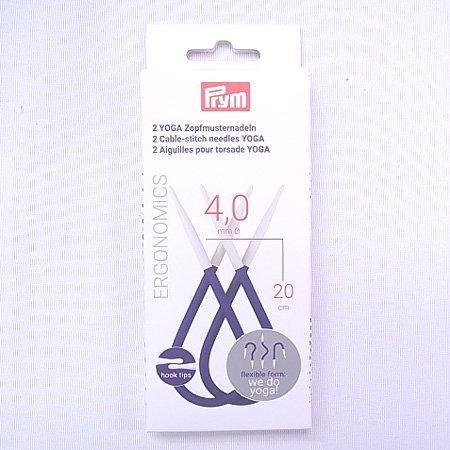 Prym
2 YOGA Zopfmusternadeln
2 Cable-stitch needles YOGA
2 Aiguilles pour torsade YOGA
ERGONOMICS
4,0
mm Ø
20
cm
hook tips
flexible form:
we do
yoga!